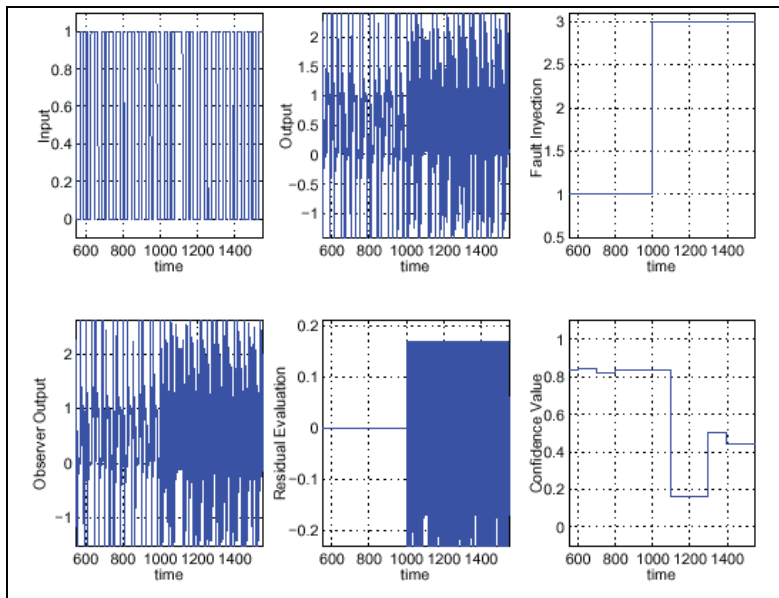 Input
1
0.8
0.6
0.4
0.2
0
600 800 1000 1200 1400
time
Output
2
1
0.5
0
−1
600 800 1000 1200 1400
time
Fault Inyection
3
2.5
2
1.5
1
0.5
600 800 1000 1200 1400
time
Observer Output
2
1
0
−1
600 800 1000 1200 1400
time
Residual Evaluation
0.2
0.1
0
−0.1
−0.2
600 800 1000 1200 1400
time
Confidence Value
1
0.8
0.6
0.4
0.2
0
600 800 1000 1200 1400
time